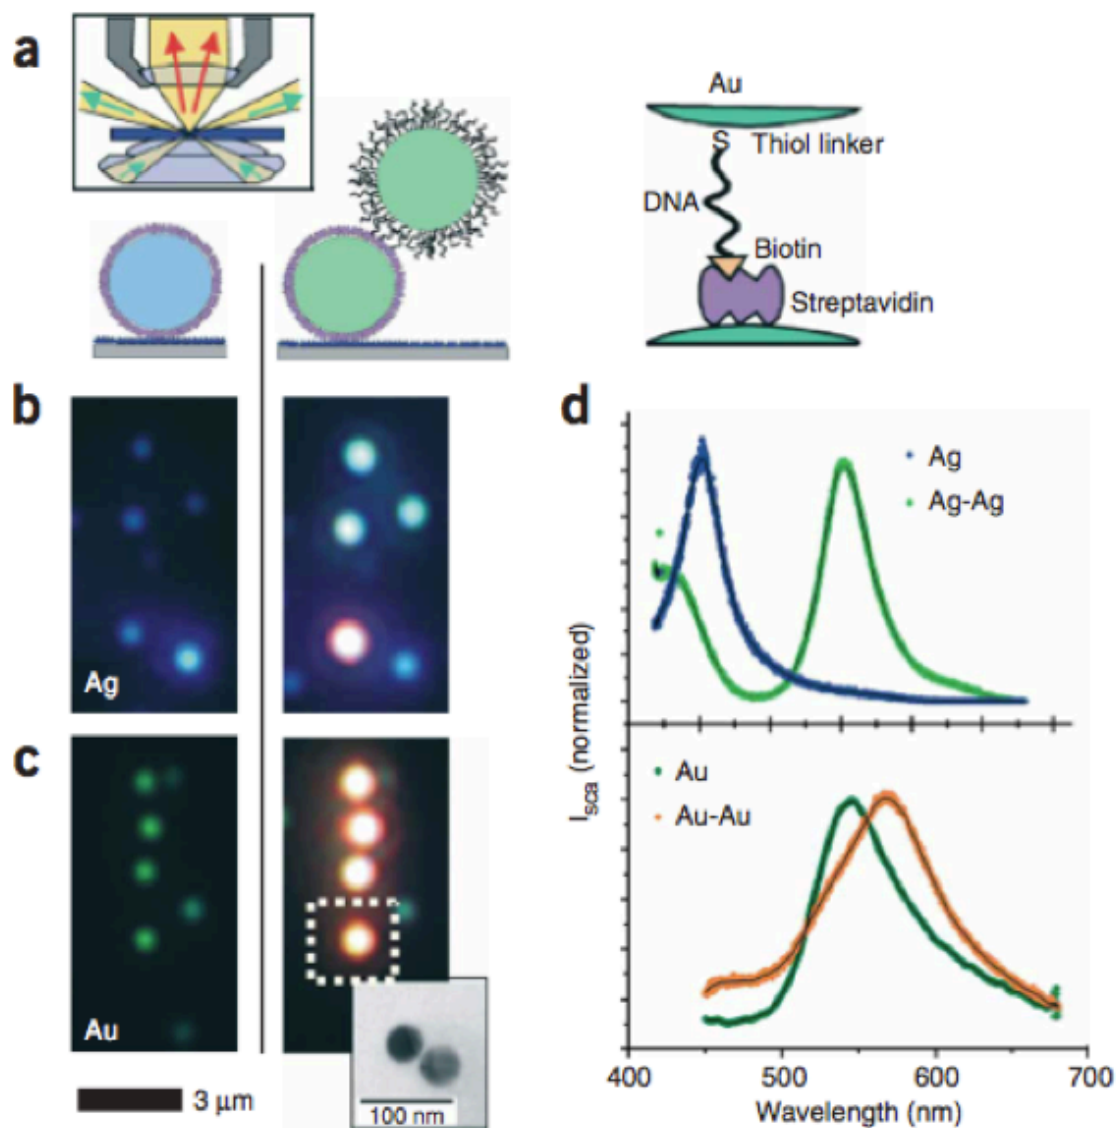 a
Au
S
Thiol linker
DNA
Biotin
Streptavidin
b
Ag
c
Au
3 μm
100 nm
d
Ag
Ag-Ag
Au
Au-Au
I_sca (normalized)
400
500
600
700
Wavelength (nm)